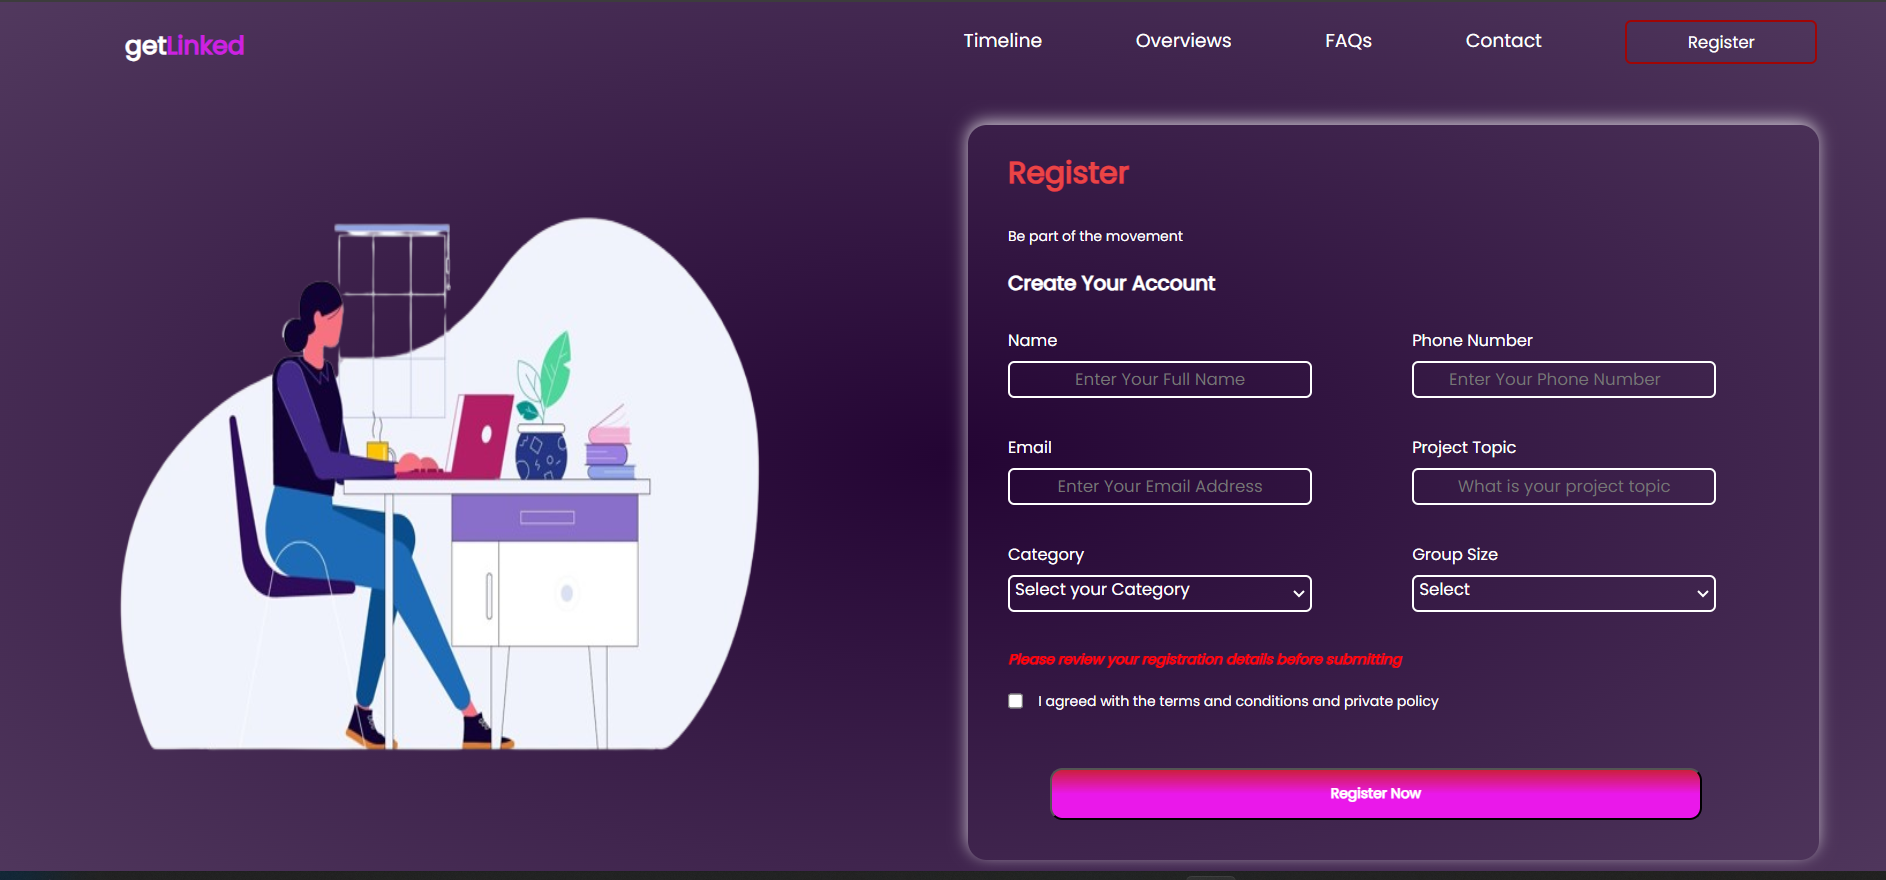 getLinked
Timeline
Overviews
FAQs
Contact
Register
Register
Be part of the movement
Create Your Account
Name
Phone Number
Enter Your Full Name
Enter Your Phone Number
Email
Project Topic
Enter Your Email Address
What is your project topic
Category
Group Size
Select your Category
Select
Please review your registration details before submitting
I agreed with the terms and conditions and private policy
Register Now